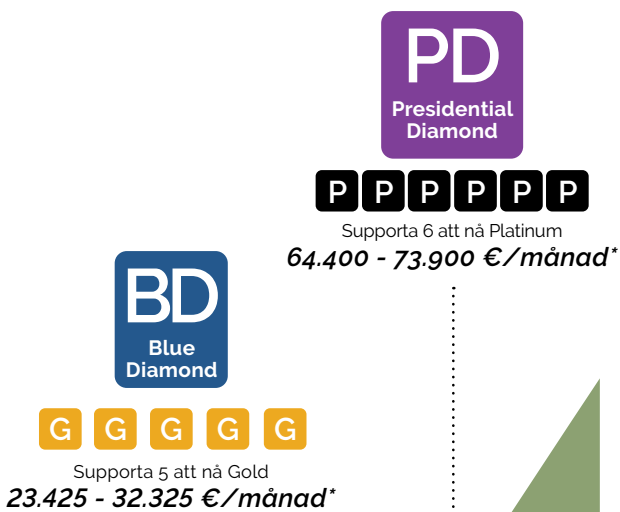 PD
Presidential
Diamond
P P P P P P
Supporta 6 att nå Platinum
64.400 - 73.900 €/månad*
BD
Blue
Diamond
G G G G G
Supporta 5 att nå Gold
23.425 - 32.325 €/månad*